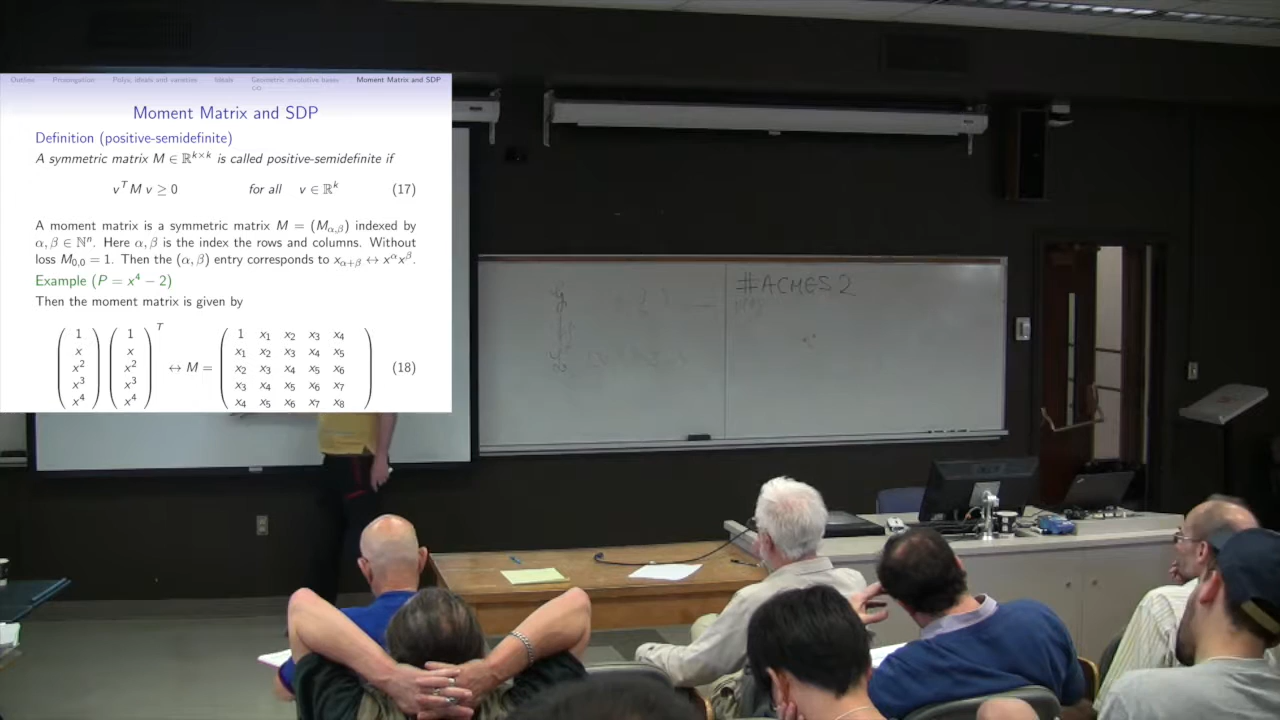 Outline Prolongation Polys, ideals and varieties Ideals Geometric involutive bases Moment Matrix and SDP
Moment Matrix and SDP
Definition (positive-semidefinite)
A symmetric matrix M ∈ ℝ^{k×k} is called positive-semidefinite if
v^T M v ≥ 0 for all v ∈ ℝ^k (17)
A moment matrix is a symmetric matrix M = (M_{α,β}) indexed by
α, β ∈ ℕ^n. Here α, β is the index the rows and columns. Without
loss M_{0,0} = 1. Then the (α, β) entry corresponds to x_{α+β} ↔ x^α x^β.
Example (P = x^4 − 2)
Then the moment matrix is given by
(1 x x^2 x^3 x^4) (1 x x^2 x^3 x^4)^T ↔ M = (1 x_1 x_2 x_3 x_4
x_1 x_2 x_3 x_4 x_5
x_2 x_3 x_4 x_5 x_6
x_3 x_4 x_5 x_6 x_7
x_4 x_5 x_6 x_7 x_8) (18)
#ACMES 2